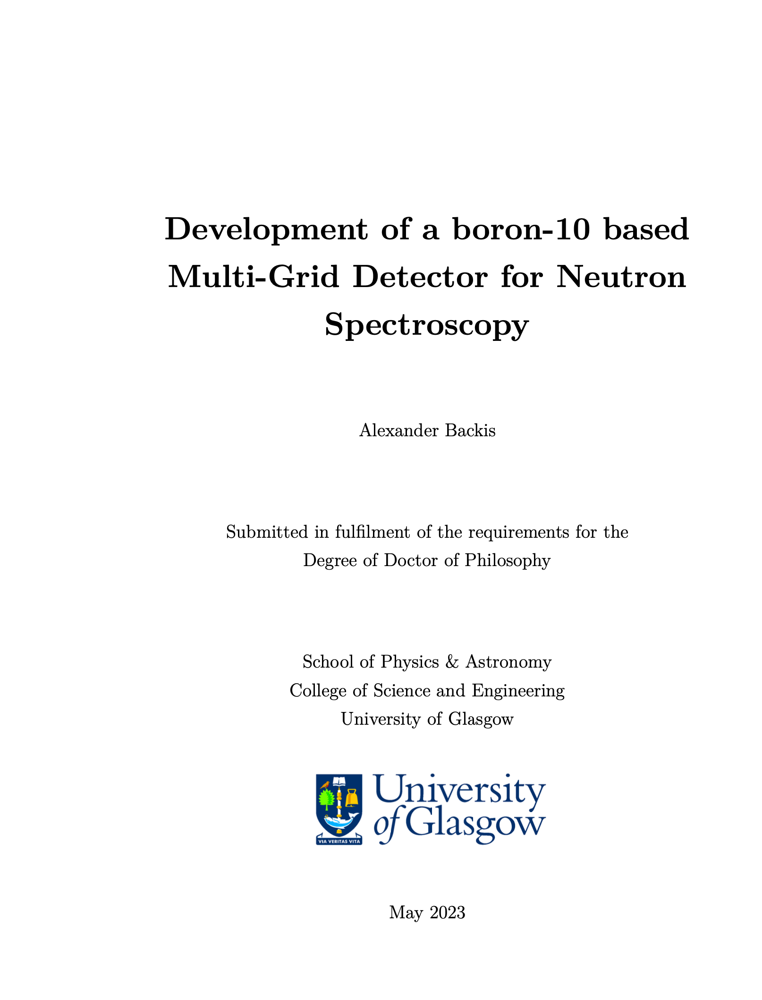 Development of a boron-10 based
Multi-Grid Detector for Neutron
Spectroscopy
Alexander Backis
Submitted in fulfilment of the requirements for the
Degree of Doctor of Philosophy
School of Physics & Astronomy
College of Science and Engineering
University of Glasgow
University
of Glasgow
VIA VERITAS VITA
May 2023